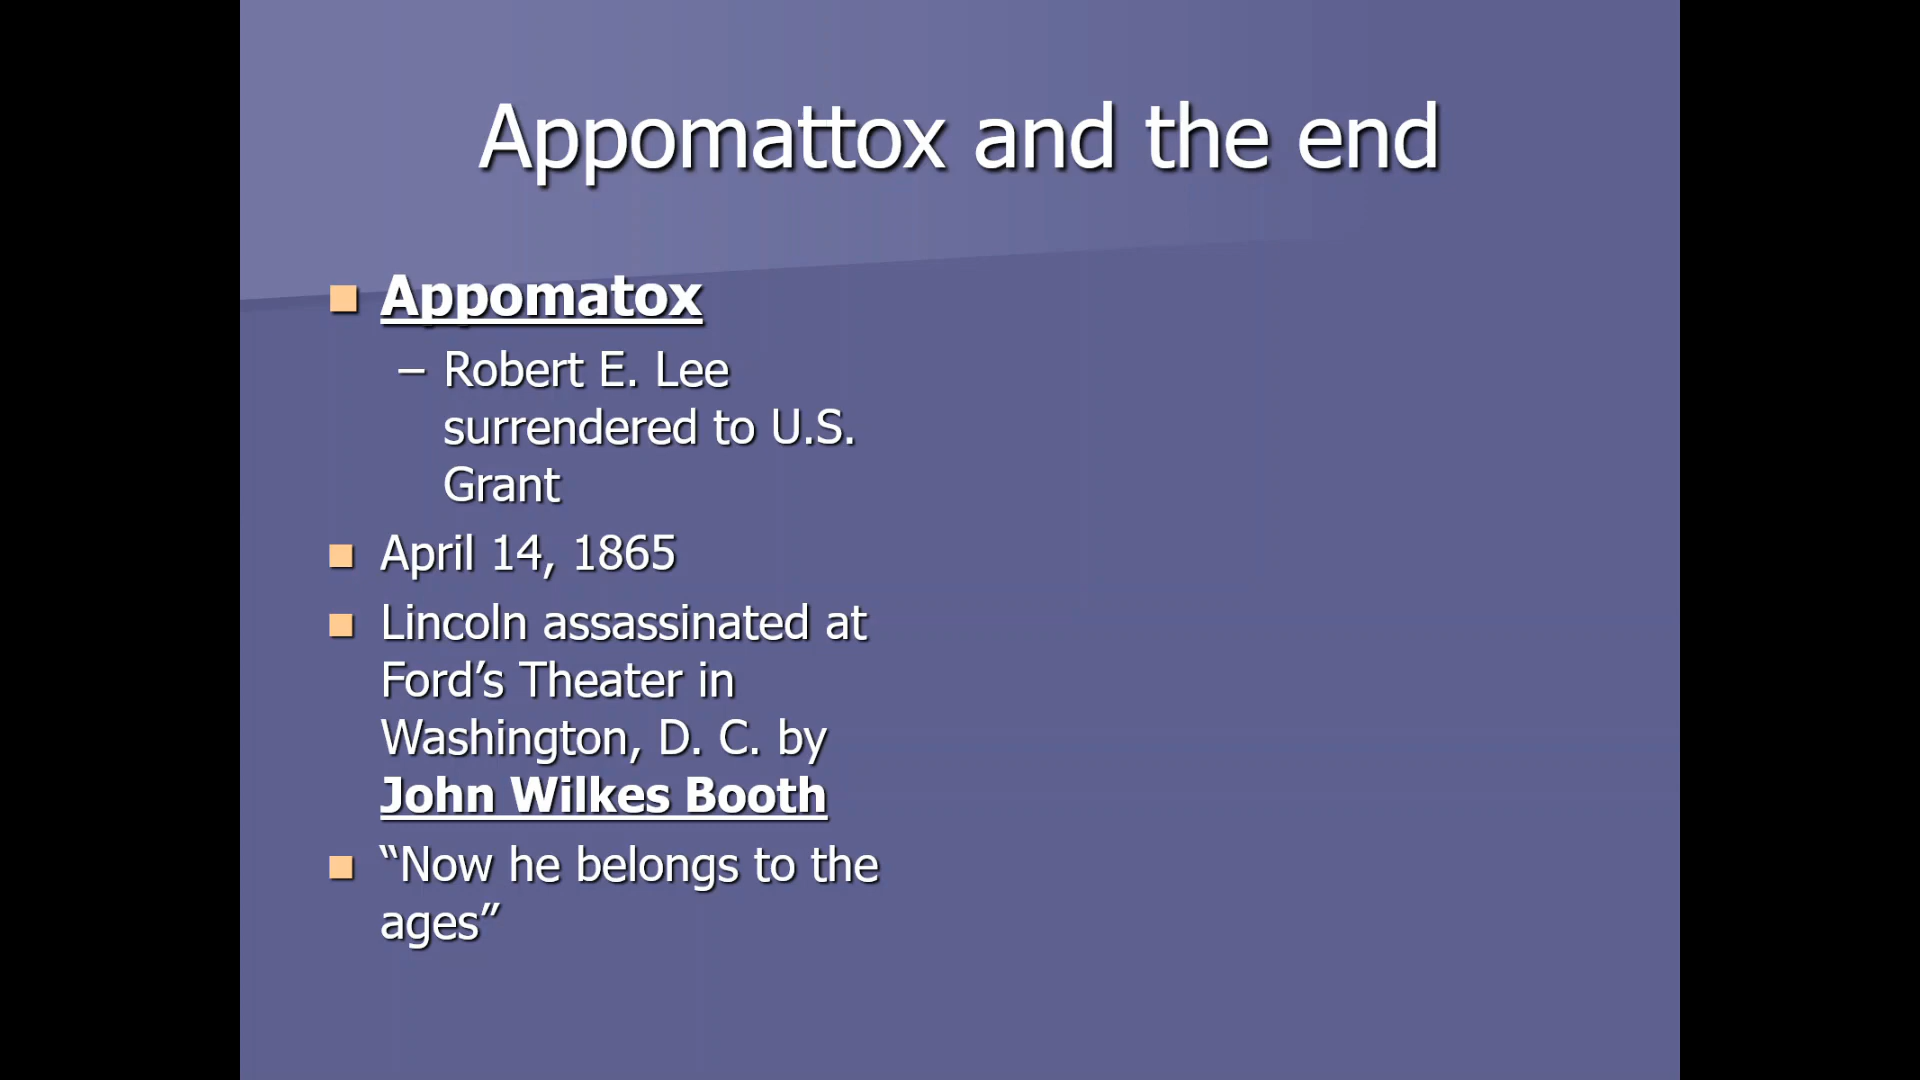 Appomattox and the end
Appomatox
– Robert E. Lee
surrendered to U.S.
Grant
April 14, 1865
Lincoln assassinated at
Ford’s Theater in
Washington, D. C. by
John Wilkes Booth
“Now he belongs to the
ages”